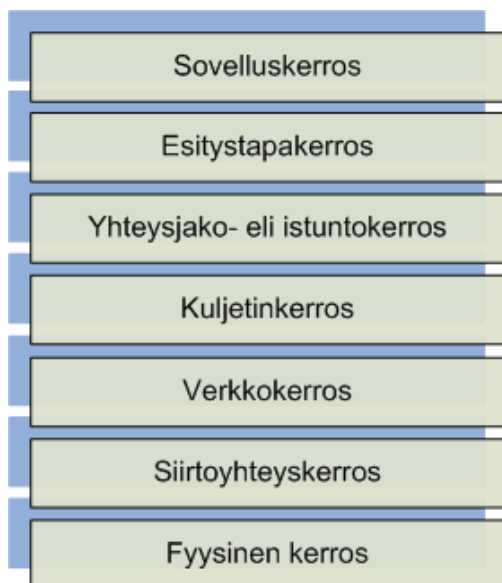 Sovelluskerros
Esitystapakerros
Yhteysjako- eli istuntokerros
Kuljetinkerros
Verkkokerros
Siirtoyhteyskerros
Fyysinen kerros